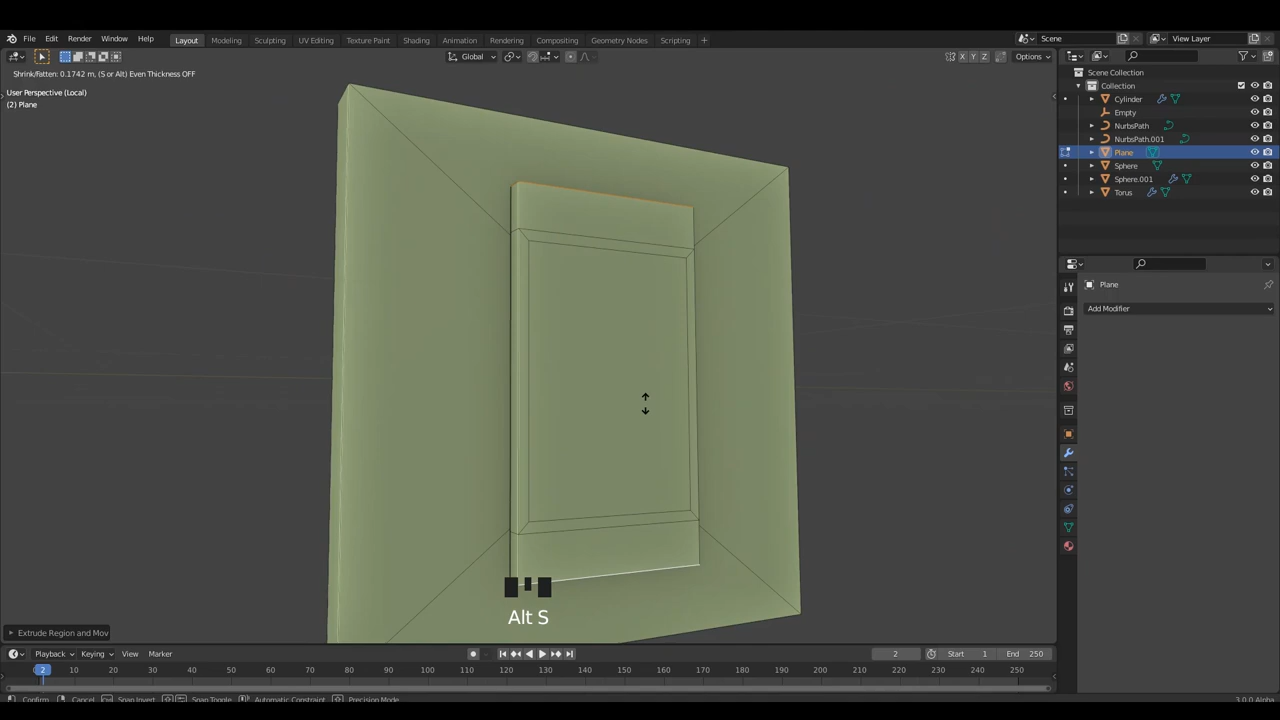 File Edit Render Window Help
Layout Modeling Sculpting UV Editing Texture Paint Shading Animation Rendering Compositing Geometry Nodes Scripting +
Scene
View Layer
Global
X Y Z
Options
Shrink/Fatten: 0.1742 m, (S or Alt) Even Thickness OFF
User Perspective (Local)
(2) Plane
Scene Collection
Collection
Cylinder
Empty
NurbsPath
NurbsPath.001
Plane
Sphere
Sphere.001
Torus
Plane
Add Modifier
Alt S
Extrude Region and Mov
Playback Keying View Marker
2
Start 1
End 250
2 10 20 30 40 50 60 70 80 90 100 110 120 130 140 150 160 170 180 190 200 210 220 230 240 250
Confirm Cancel Snap Invert Snap Toggle Automatic Constraint Precision Mode
3.0.0 Alpha